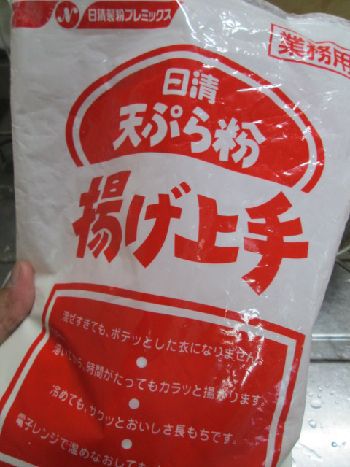 N 日清製粉プレミックス
業務用
日清
天ぷら粉
揚げ上手
混ぜすぎても、ボテッとした衣になりません。
時間がたってもカラッと揚がります。
冷めても、サクッとおいしさ長もちです。
電子レンジで温めなおしても